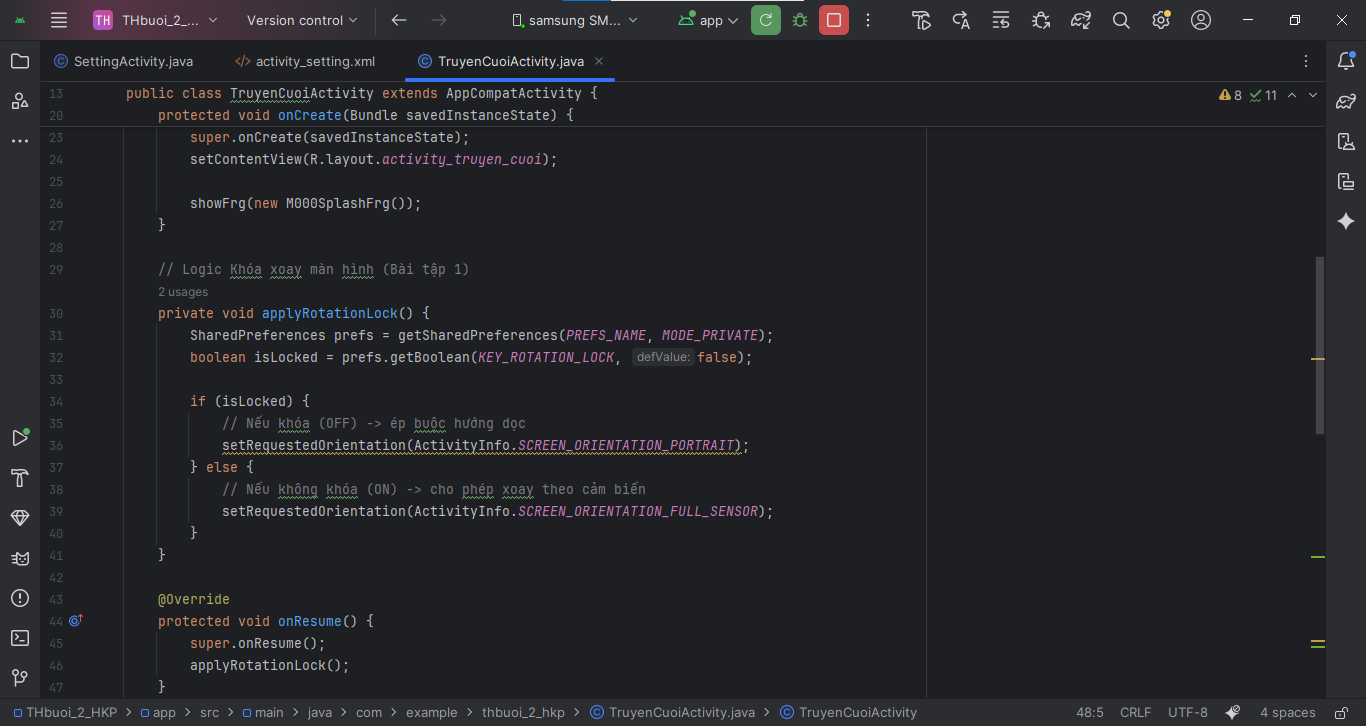 TH THbuoi_2_... Version control samsung SM... app
SettingActivity.java activity_setting.xml TruyenCuoiActivity.java
13 public class TruyenCuoiActivity extends AppCompatActivity { 8 11
20 protected void onCreate(Bundle savedInstanceState) {
23 super.onCreate(savedInstanceState);
24 setContentView(R.layout.activity_truyen_cuoi);
25
26 showFrg(new M000SplashFrg());
27 }
28
29 // Logic Khóa xoay màn hình (Bài tập 1)
2 usages
30 private void applyRotationLock() {
31 SharedPreferences prefs = getSharedPreferences(PREFS_NAME, MODE_PRIVATE);
32 boolean isLocked = prefs.getBoolean(KEY_ROTATION_LOCK, defValue: false);
33
34 if (isLocked) {
35 // Nếu khóa (OFF) -> ép buộc hướng dọc
36 setRequestedOrientation(ActivityInfo.SCREEN_ORIENTATION_PORTRAIT);
37 } else {
38 // Nếu không khóa (ON) -> cho phép xoay theo cảm biến
39 setRequestedOrientation(ActivityInfo.SCREEN_ORIENTATION_FULL_SENSOR);
40 }
41 }
42
43 @Override
44 protected void onResume() {
45 super.onResume();
46 applyRotationLock();
47 }
THbuoi_2_HKP > app > src > main > java > com > example > thbuoi_2_hkp > TruyenCuoiActivity.java > TruyenCuoiActivity 48:5 CRLF UTF-8 4 spaces